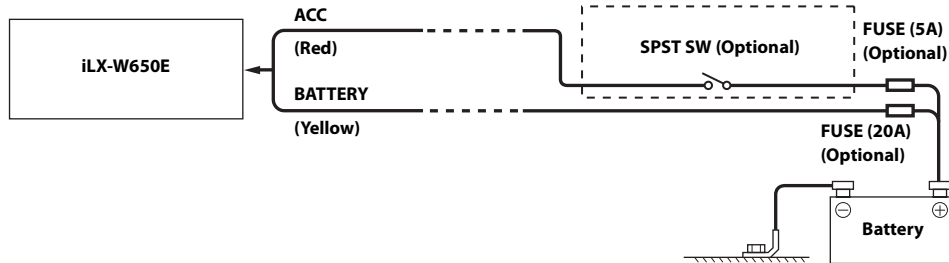 ACC
(Red)
iLX-W650E
BATTERY
(Yellow)
SPST SW (Optional)
FUSE (5A)
(Optional)
FUSE (20A)
(Optional)
Battery